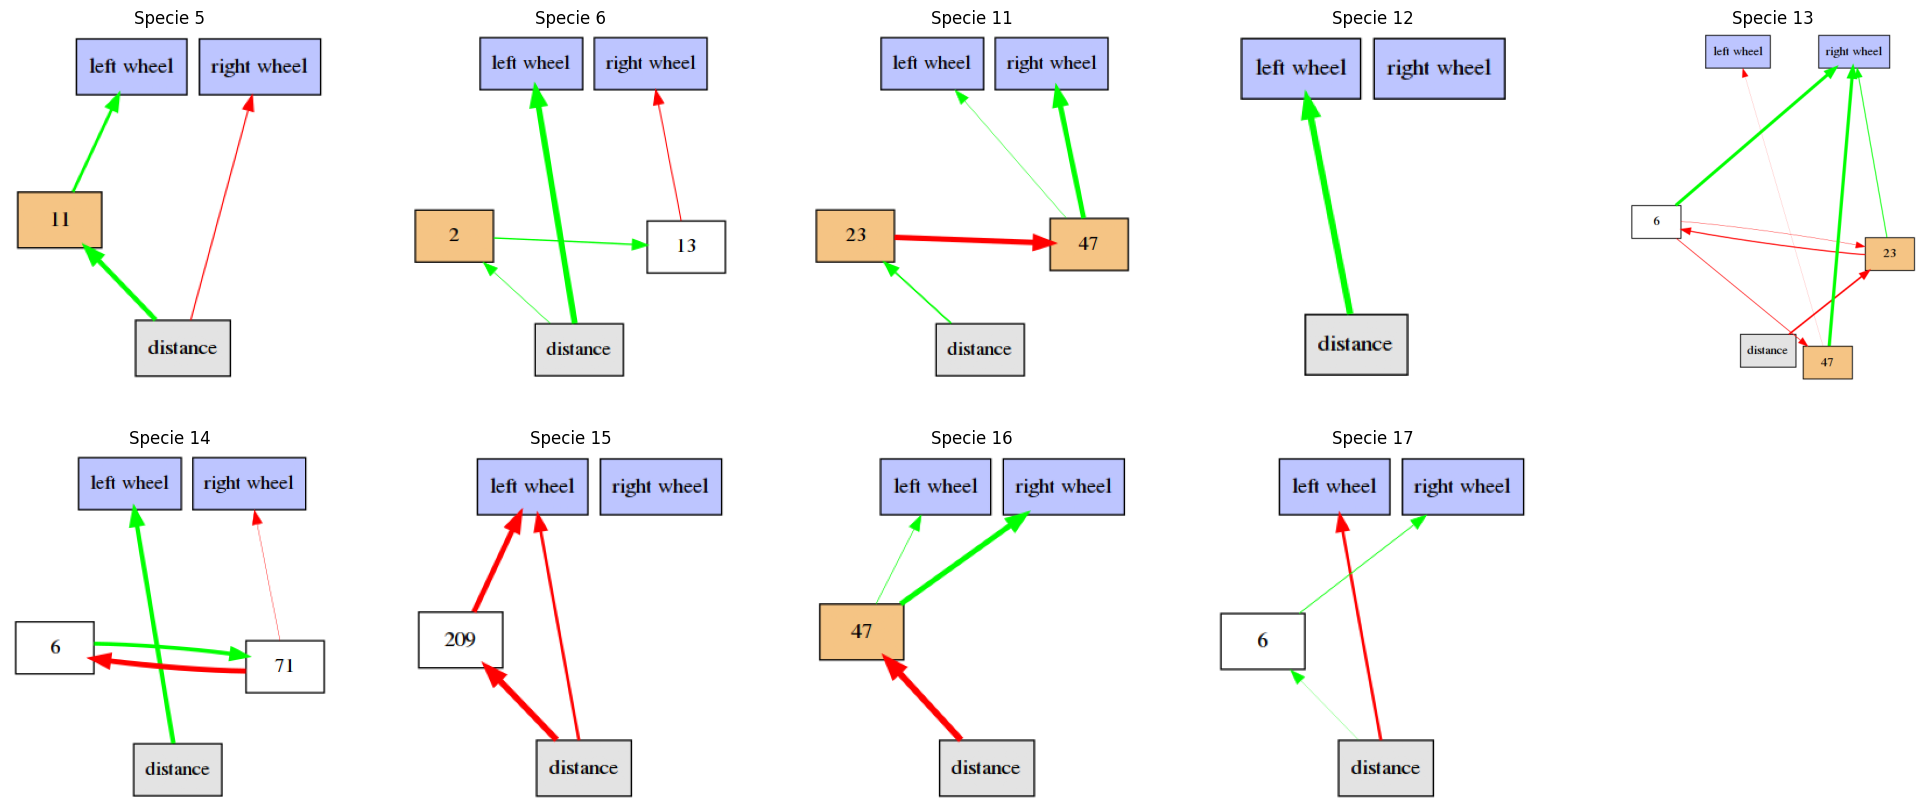 Specie 5
left wheel
right wheel
11
distance
Specie 6
left wheel
right wheel
2
13
distance
Specie 11
left wheel
right wheel
23
47
distance
Specie 12
left wheel
right wheel
distance
Specie 13
left wheel
right wheel
6
23
distance
47
Specie 14
left wheel
right wheel
6
71
distance
Specie 15
left wheel
right wheel
209
distance
Specie 16
left wheel
right wheel
47
distance
Specie 17
left wheel
right wheel
6
distance